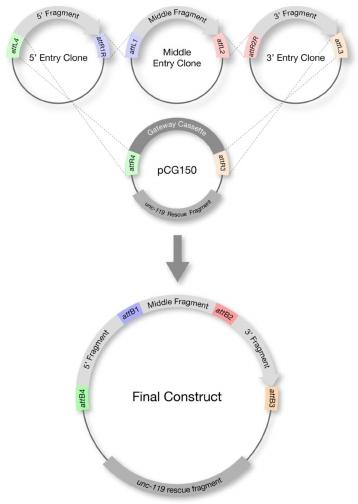 5' Fragment
attL4
attR1R
5' Entry Clone
Middle Fragment
attL1
attL2
Middle
Entry Clone
3' Fragment
attR2R
attL3
3' Entry Clone
Gateway Cassette
attR4
attR3
pCG150
unc-119 Rescue Fragment
attB1
Middle Fragment
attB2
5' Fragment
3' Fragment
attB4
attB3
Final Construct
unc-119 rescue fragment